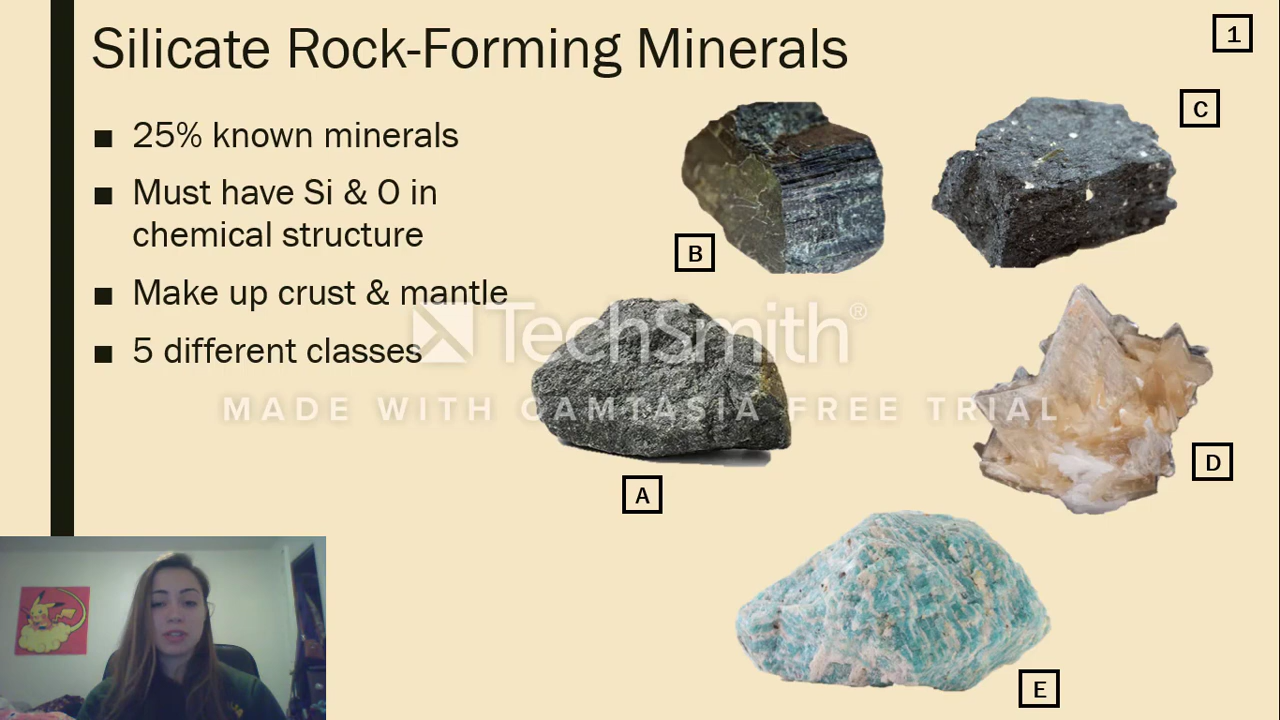 Silicate Rock-Forming Minerals
1
■ 25% known minerals
■ Must have Si & O in
chemical structure
■ Make up crust & mantle
■ 5 different classes
C
B
TechSmith®
MADE WITH CAMTASIA FREE TRIAL
D
A
E